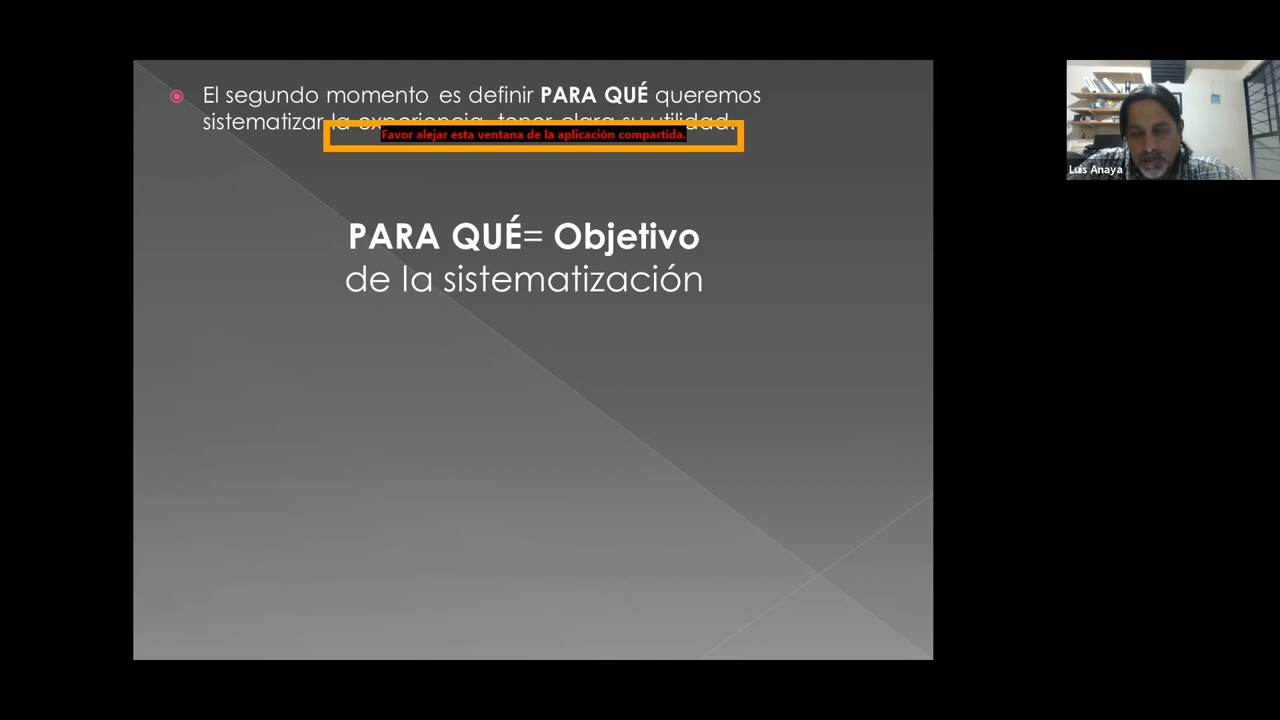 El segundo momento es definir PARA QUÉ queremos
sistematizar la experiencia, tener clara su utilidad.
Favor alejar esta ventana de la aplicación compartida.
PARA QUÉ= Objetivo
de la sistematización
Luis Anaya